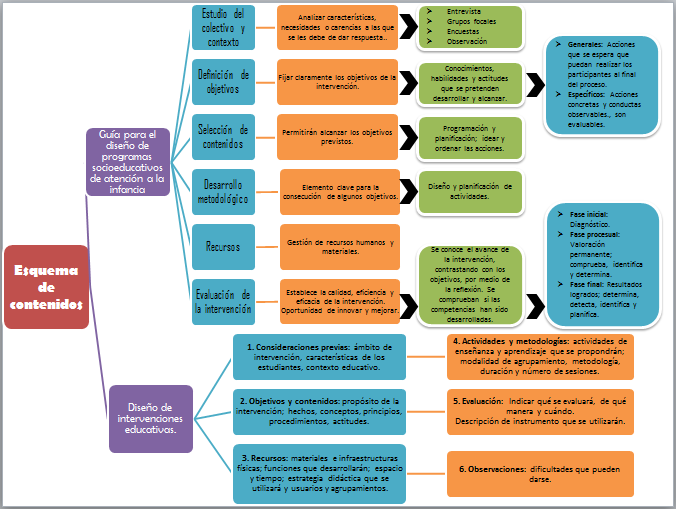 Esquema
de
contenidos
Guía para el
diseño de
programas
socioeducativos
de atención a la
infancia
Estudio del
colectivo y
contexto
Analizar características,
necesidades o carencias a las que
se les debe de dar respuesta..
Entrevista
Grupos focales
Encuestas
Observación
Definición de
objetivos
Fijar claramente los objetivos de la
intervención.
Conocimientos,
habilidades y actitudes
que se pretenden
desarrollar y alcanzar.
Generales: Acciones
que se espera que
puedan realizar los
participantes al final
del proceso.
Específicos: Acciones
concretas y conductas
observables., son
evaluables.
Selección de
contenidos
Permitirán alcanzar los objetivos
previstos.
Programación y
planificación; idear y
ordenar las acciones.
Desarrollo
metodológico
Elemento clave para la
consecución de algunos objetivos.
Diseño y planificación de
actividades.
Recursos
Gestión de recursos humanos y
materiales.
Evaluación de
la intervención
Establece la calidad, eficiencia y
eficacia de la intervención.
Oportunidad de innovar y mejorar.
Se conoce el avance de
la intervención,
contrastando con los
objetivos, por medio de
la reflexión. Se
comprueban si las
competencias han sido
desarrolladas.
Fase inicial:
Diagnóstico.
Fase procesual:
Valoración
permanente;
comprueba, identifica
y determina.
Fase final: Resultados
logrados; determina,
detecta, identifica y
planifica.
Diseño de
intervenciones
educativas.
1. Consideraciones previas: ámbito de
intervención, características de los
estudiantes, contexto educativo.
4. Actividades y metodologías: actividades de
enseñanza y aprendizaje que se propondrán;
modalidad de agrupamiento, metodología,
duración y número de sesiones.
2. Objetivos y contenidos: propósito de la
intervención; hechos, conceptos, principios,
procedimientos, actitudes.
5. Evaluación: Indicar qué se evaluará, de qué
manera y cuándo.
Descripción de instrumento que se utilizarán.
3. Recursos: materiales e infraestructuras
físicas; funciones que desarrollarán; espacio
y tiempo; estrategia didáctica que se
utilizará y usuarios y agrupamientos.
6. Observaciones: dificultades que pueden
darse.